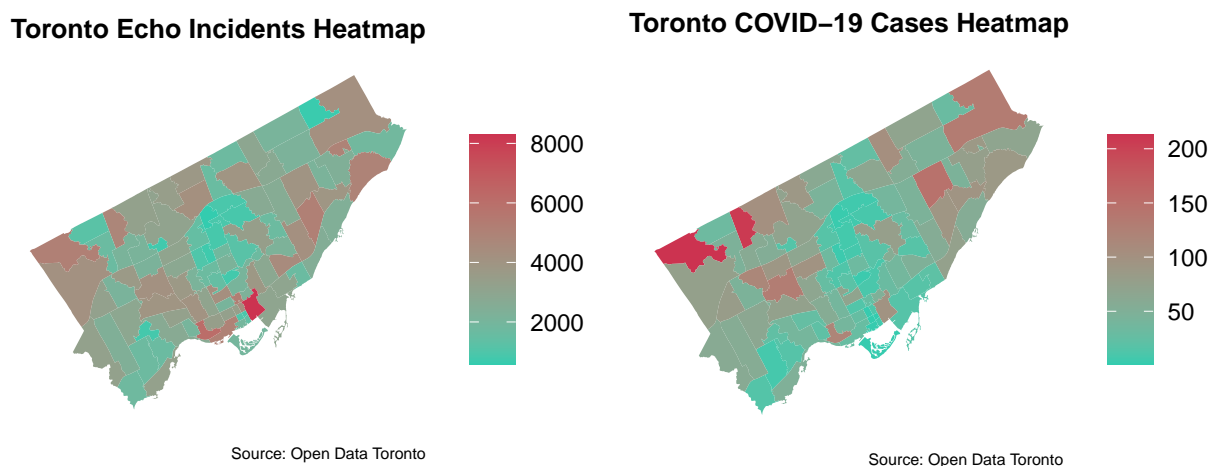 Toronto Echo Incidents Heatmap
8000
6000
4000
2000
Source: Open Data Toronto
Toronto COVID–19 Cases Heatmap
200
150
100
50
Source: Open Data Toronto